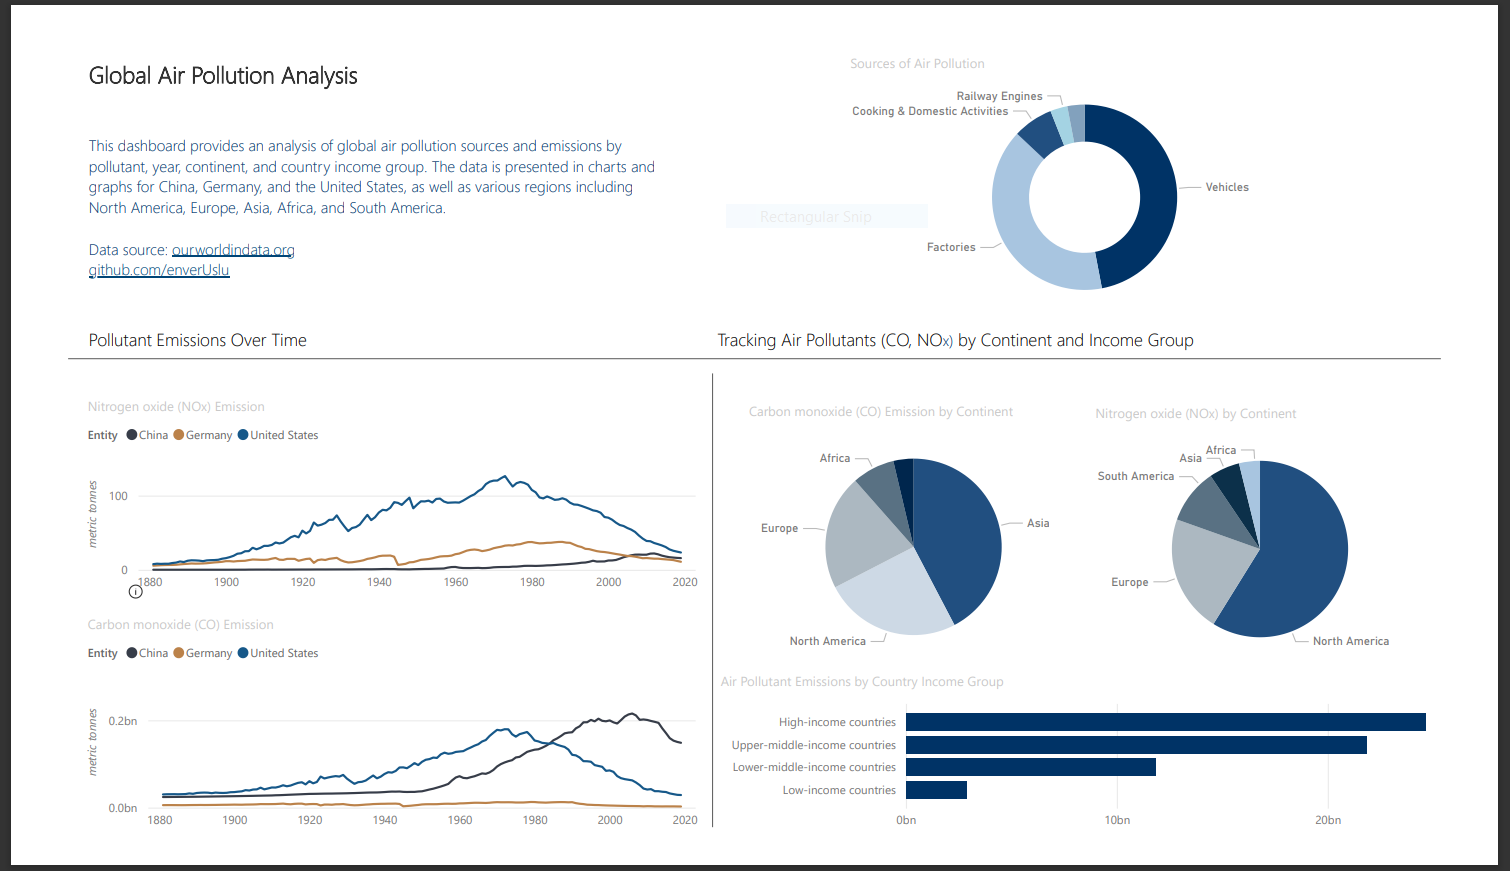 Global Air Pollution Analysis
This dashboard provides an analysis of global air pollution sources and emissions by
pollutant, year, continent, and country income group. The data is presented in charts and
graphs for China, Germany, and the United States, as well as various regions including
North America, Europe, Asia, Africa, and South America.
Data source: ourworldindata.org
github.com/enverUslu
Sources of Air Pollution
Railway Engines
Cooking & Domestic Activities
Vehicles
Factories
Rectangular Snip
Pollutant Emissions Over Time
Nitrogen oxide (NOx) Emission
Entity China Germany United States
metric tonnes
100
0
1880 1900 1920 1940 1960 1980 2000 2020
i
Carbon monoxide (CO) Emission
Entity China Germany United States
metric tonnes
0.2bn
0.0bn
1880 1900 1920 1940 1960 1980 2000 2020
Tracking Air Pollutants (CO, NOx) by Continent and Income Group
Carbon monoxide (CO) Emission by Continent
Africa
Europe
Asia
North America
Nitrogen oxide (NOx) by Continent
Africa
Asia
South America
Europe
North America
Air Pollutant Emissions by Country Income Group
High-income countries
Upper-middle-income countries
Lower-middle-income countries
Low-income countries
0bn 10bn 20bn